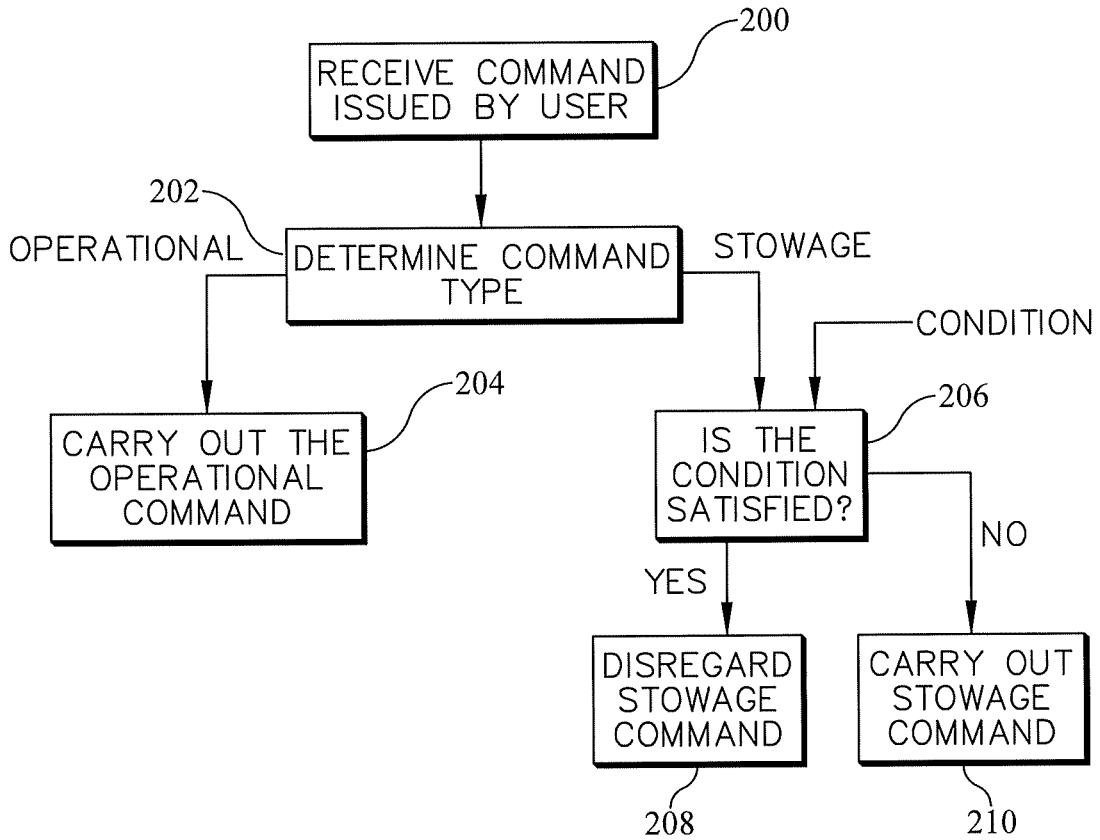 200
RECEIVE COMMAND
ISSUED BY USER
202
OPERATIONAL
DETERMINE COMMAND
TYPE
STOWAGE
CONDITION
204
CARRY OUT THE
OPERATIONAL
COMMAND
206
IS THE
CONDITION
SATISFIED?
YES
NO
DISREGARD
STOWAGE
COMMAND
CARRY OUT
STOWAGE
COMMAND
208
210